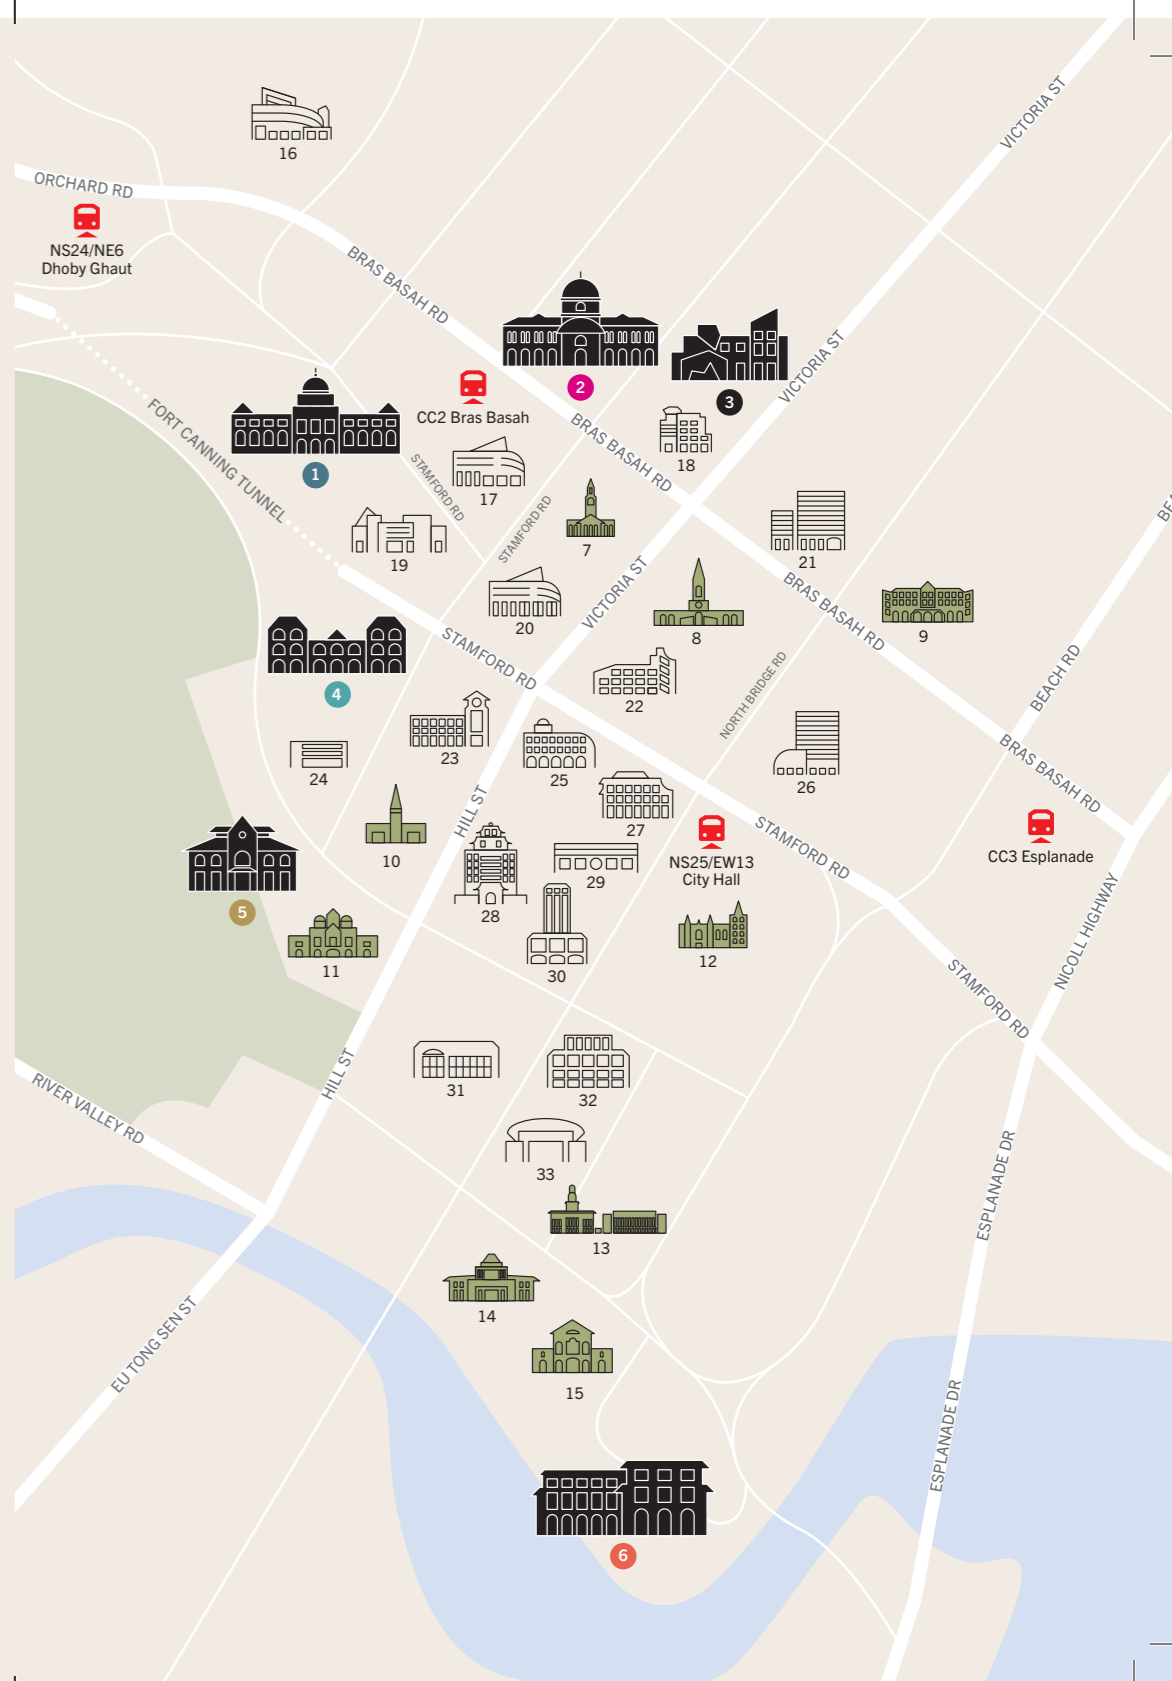 VICTORIA ST
16
ORCHARD RD
NS24/NE6
Dhoby Ghaut
BRAS BASAH RD
2
3
VICTORIA ST
CC2 Bras Basah
BRAS BASAH RD
FORT CANNING TUNNEL
1
STAMFORD RD
17
18
STAMFORD RD
BEA
19
7
21
VICTORIA ST
20
8
BRAS BASAH RD
9
STAMFORD RD
4
22
NORTH BRIDGE RD
BEACH RD
23
24
25
26
BRAS BASAH RD
HILL ST
27
10
STAMFORD RD
NS25/EW13
City Hall
CC3 Esplanade
29
28
5
NICOLL HIGHWAY
11
30
12
STAMFORD RD
HILL ST
31
32
RIVER VALLEY RD
33
ESPLANADE DR
13
14
EU TONG SEN ST
15
ESPLANADE DR
6